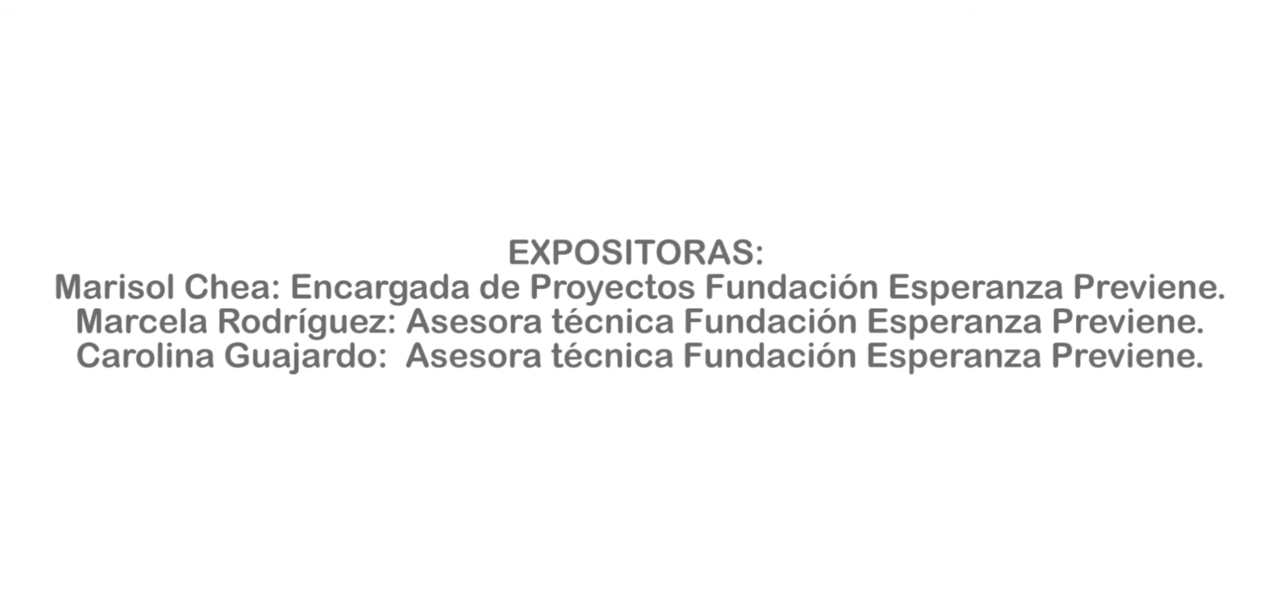 EXPOSITORAS:
Marisol Chea: Encargada de Proyectos Fundación Esperanza Previene.
Marcela Rodríguez: Asesora técnica Fundación Esperanza Previene.
Carolina Guajardo:  Asesora técnica Fundación Esperanza Previene.